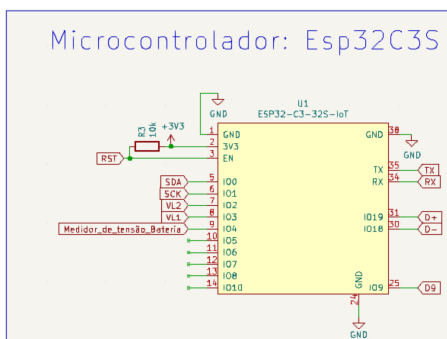 Microcontrolador: Esp32C3S
U1
ESP32-C3-32S-IoT
GND
R3
10k
+3V3
RST
1 GND
2 3V3
3 EN
GND 38
GND
TX 35 TX
RX 34 RX
SDA 5 IO0
SCK 6 IO1
VL2 7 IO2
VL1 8 IO3
Medidor_de_tensão_Bateria 9 IO4
10 IO5
11 IO6
12 IO7
13 IO8
14 IO10
IO19 31 D+
IO18 30 D-
GND
24
IO9 25 D9
GND